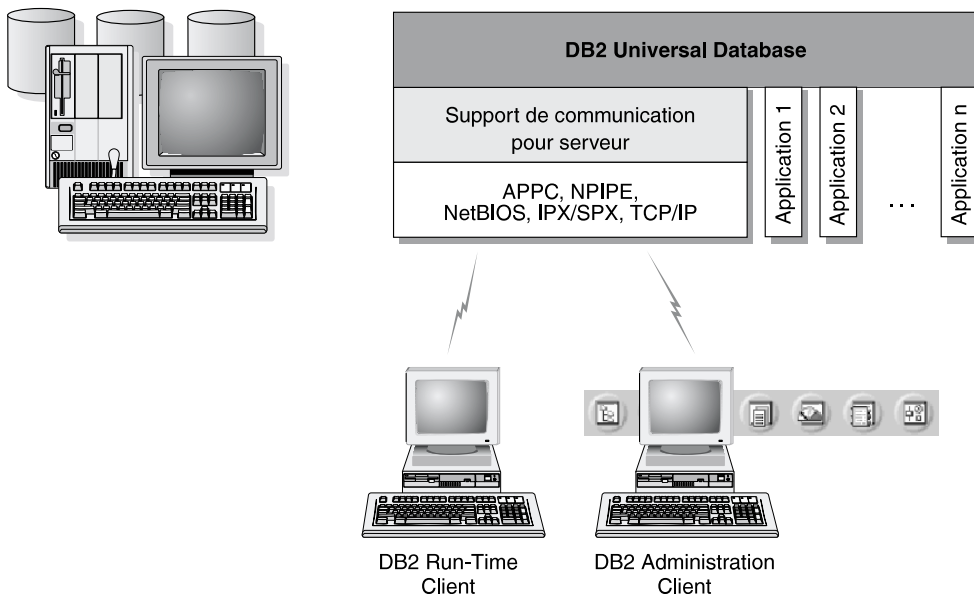 DB2 Universal Database
Support de communication
pour serveur
APPC, NPIPE,
NetBIOS, IPX/SPX, TCP/IP
Application 1
Application 2
...
Application n
DB2 Run-Time
Client
DB2 Administration
Client